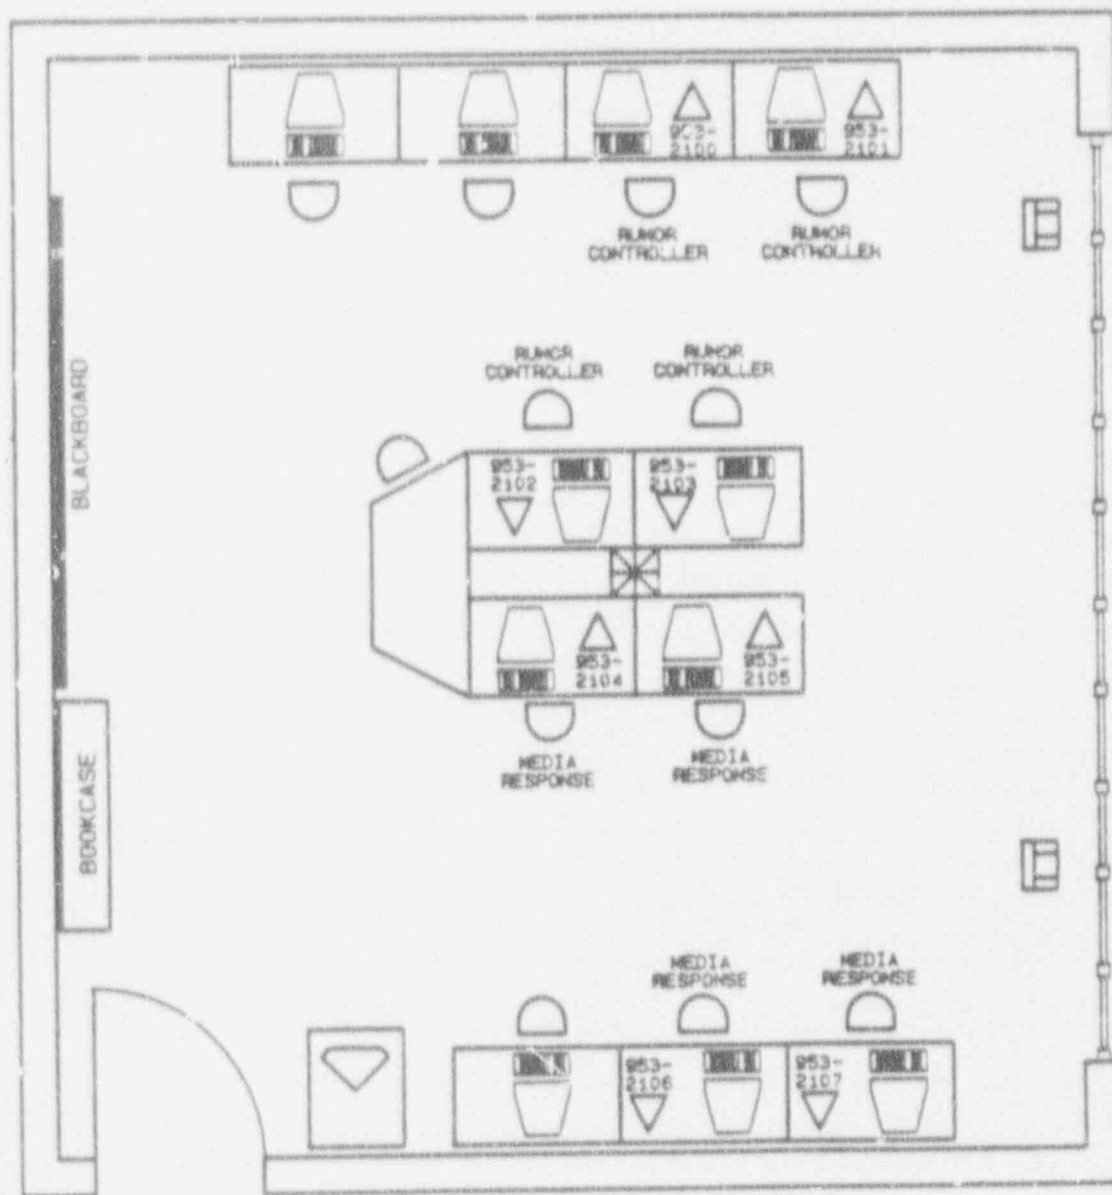 953-
2100
953-
2101
RUMOR
CONTROLLER
RUMOR
CONTROLLER
RUMOR
CONTROLLER
RUMOR
CONTROLLER
BLACKBOARD
953-
2102
953-
2103
953-
2104
953-
2105
MEDIA
RESPONSE
MEDIA
RESPONSE
BOOKCASE
MEDIA
RESPONSE
MEDIA
RESPONSE
953-
2106
953-
2107